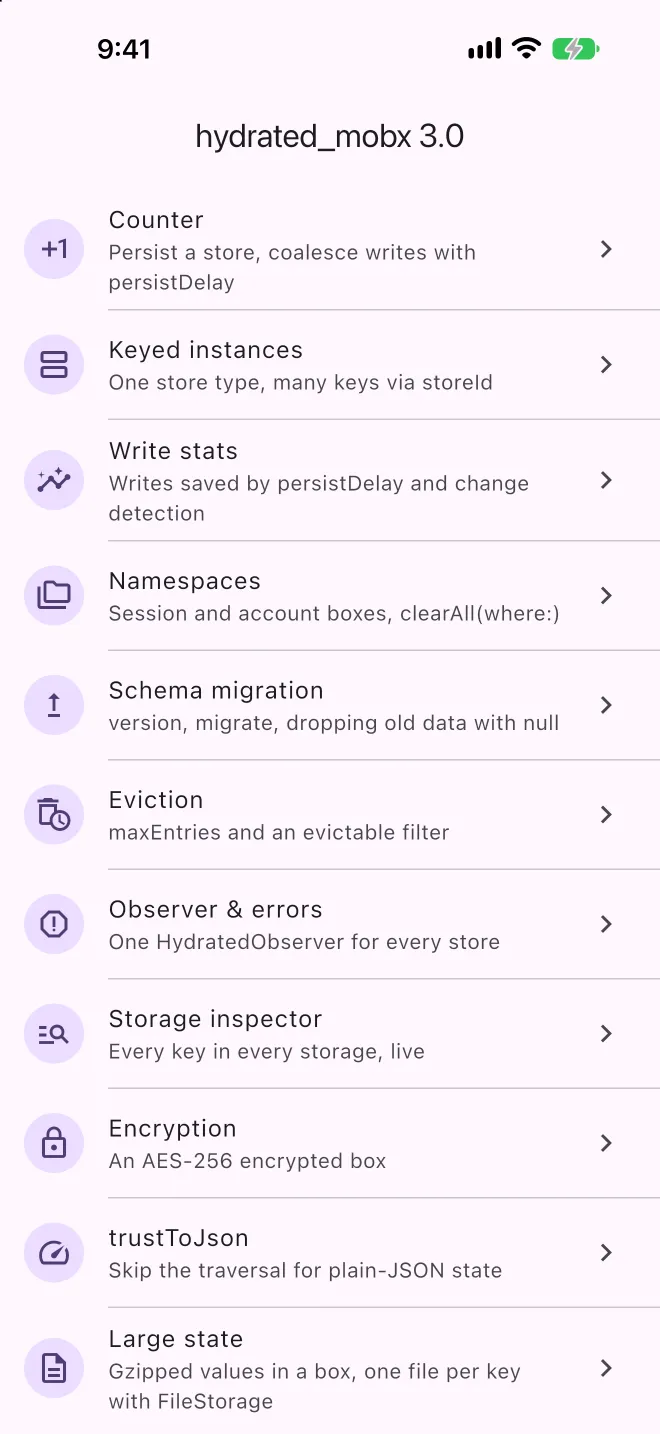 9:41
hydrated_mobx 3.0
+1
Counter
Persist a store, coalesce writes with
persistDelay
Keyed instances
One store type, many keys via storeId
Write stats
Writes saved by persistDelay and change
detection
Namespaces
Session and account boxes, clearAll(where:)
Schema migration
version, migrate, dropping old data with null
Eviction
maxEntries and an evictable filter
Observer & errors
One HydratedObserver for every store
Storage inspector
Every key in every storage, live
Encryption
An AES-256 encrypted box
trustToJson
Skip the traversal for plain-JSON state
Large state
Gzipped values in a box, one file per key
with FileStorage